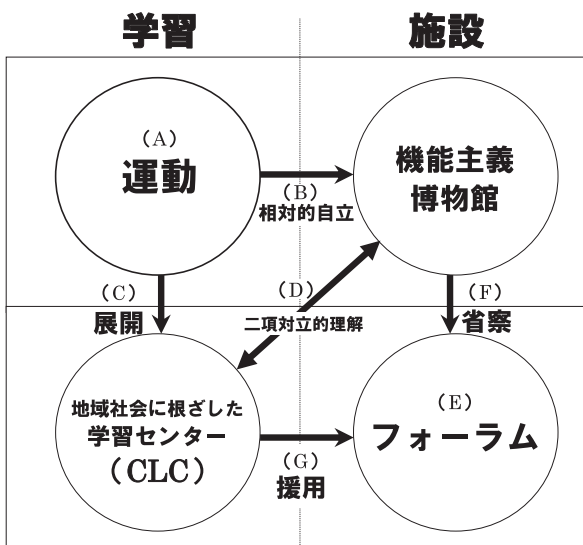 学習
施設
（A）
運動
機能主義
博物館
（B）
相対的自立
（C）
展開
（D）
二項対立的理解
（F）
省察
地域社会に根ざした
学習センター
（CLC）
（E）
フォーラム
（G）
援用